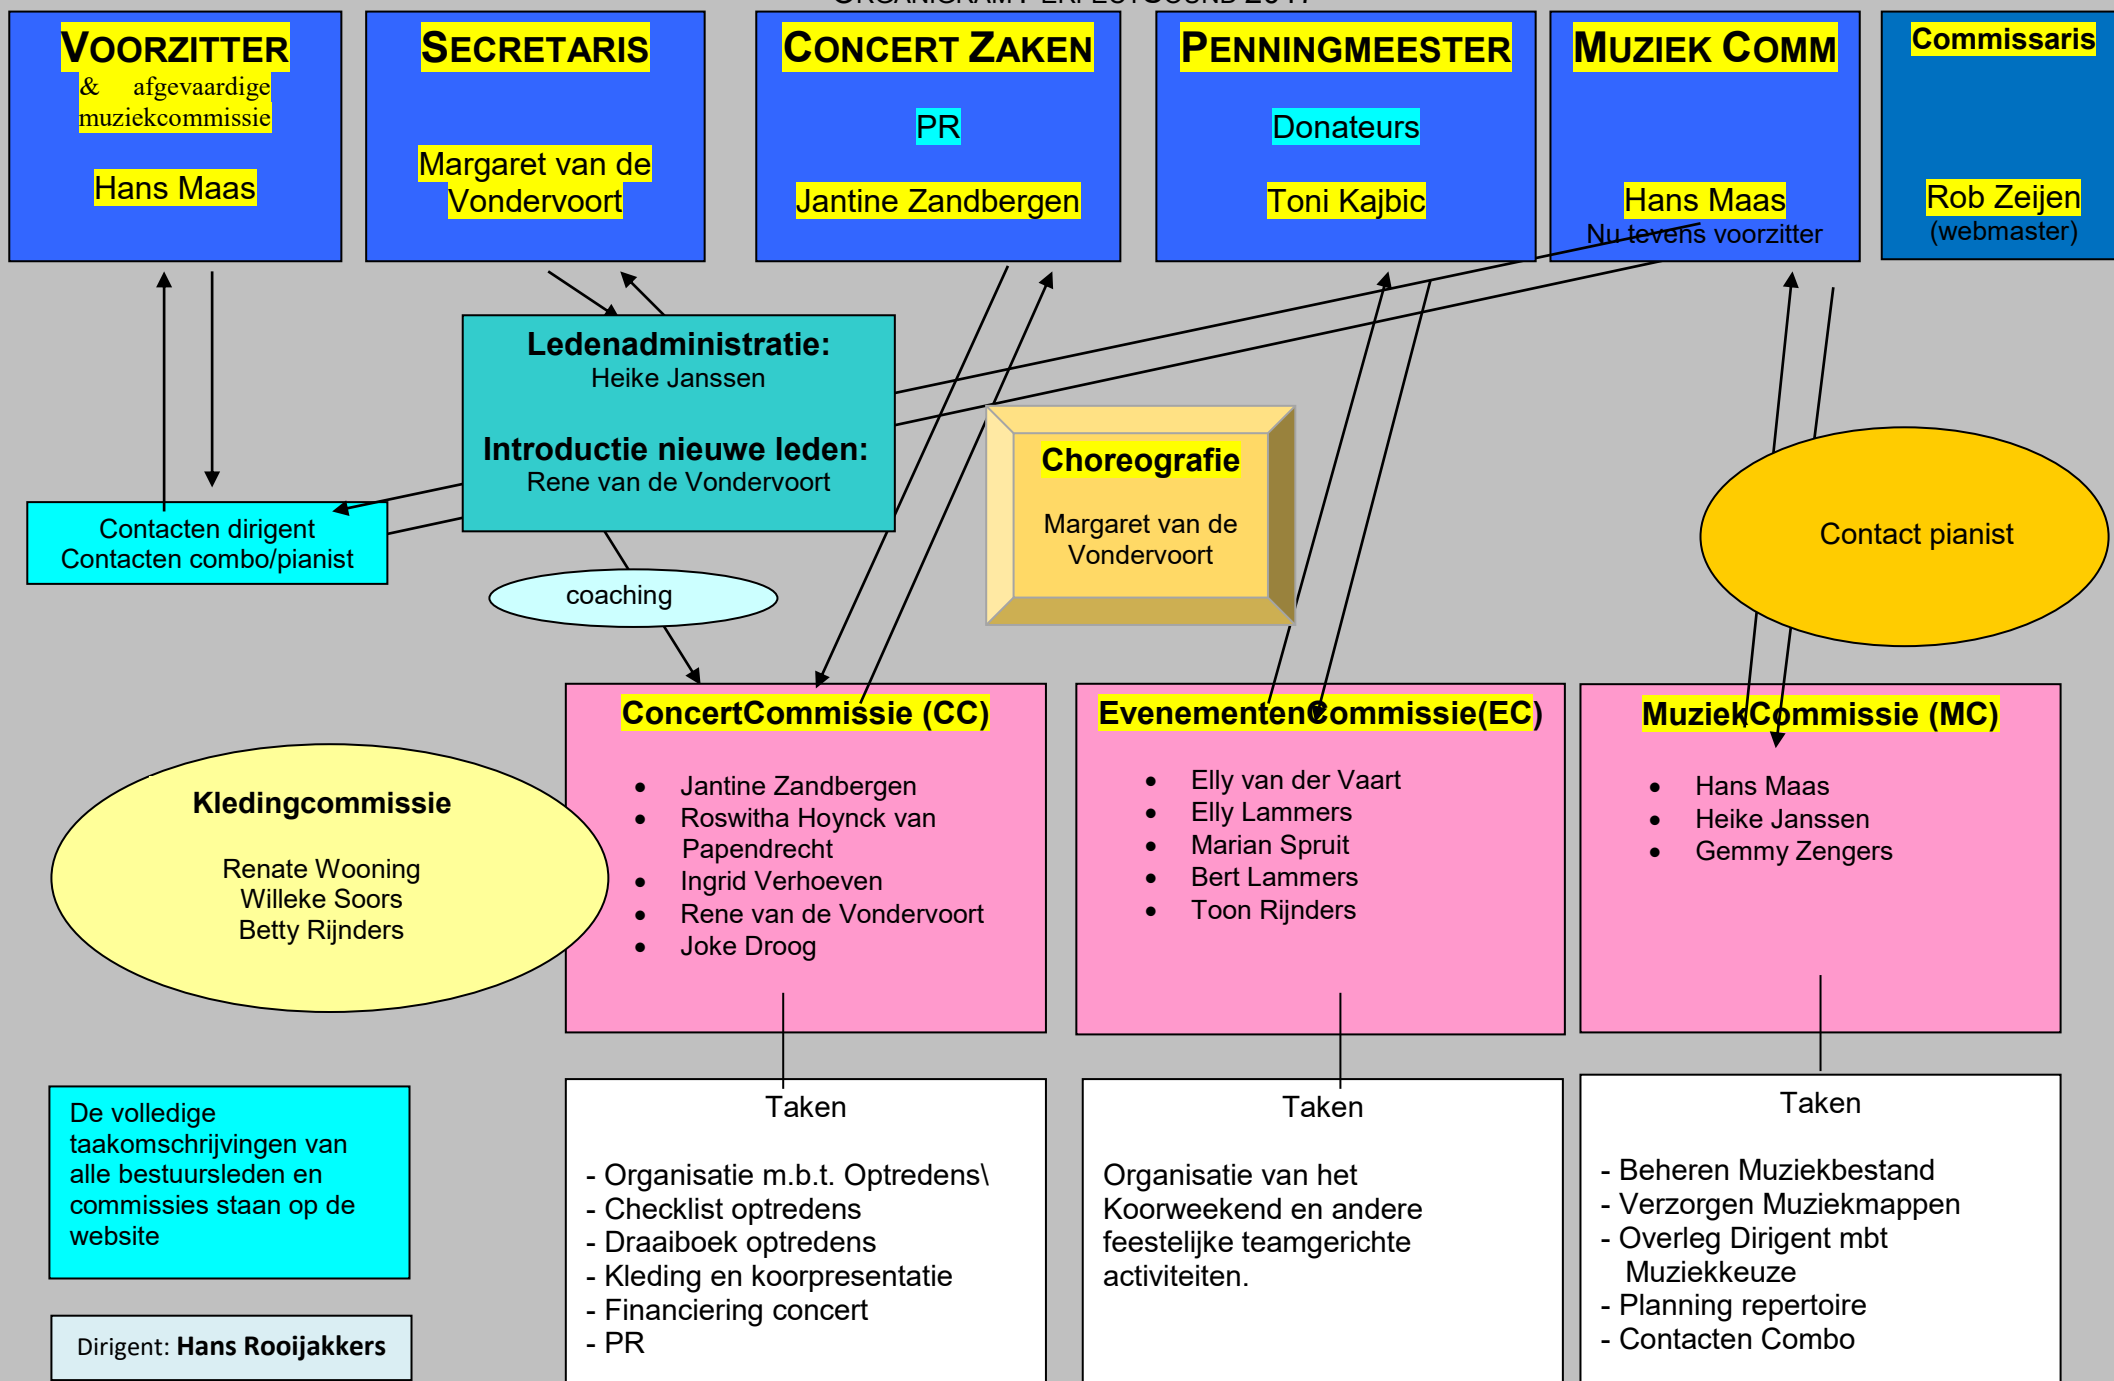 ORGANIGRAM PERFECTSOUND 2017
VOORZITTER
& afgevaardige
muziekcommissie
Hans Maas
SECRETARIS
Margaret van de
Vondervoort
CONCERT ZAKEN
PR
Jantine Zandbergen
PENNINGMEESTER
Donateurs
Toni Kajbic
MUZIEK COMM
Hans Maas
Nu tevens voorzitter
Commissaris
Rob Zeijen
(webmaster)
Ledenadministratie:
Heike Janssen
Introductie nieuwe leden:
Rene van de Vondervoort
Contacten dirigent
Contacten combo/pianist
Choreografie
Margaret van de
Vondervoort
Contact pianist
coaching
Kledingcommissie
Renate Wooning
Willeke Soors
Betty Rijnders
ConcertCommissie (CC)
• Jantine Zandbergen
• Roswitha Hoynck van
Papendrecht
• Ingrid Verhoeven
• Rene van de Vondervoort
• Joke Droog
EvenementenCommissie(EC)
• Elly van der Vaart
• Elly Lammers
• Marian Spruit
• Bert Lammers
• Toon Rijnders
MuziekCommissie (MC)
• Hans Maas
• Heike Janssen
• Gemmy Zengers
De volledige
taakomschrijvingen van
alle bestuursleden en
commissies staan op de
website
Dirigent: Hans Rooijakkers
Taken
- Organisatie m.b.t. Optredens\
- Checklist optredens
- Draaiboek optredens
- Kleding en koorpresentatie
- Financiering concert
- PR
Taken
Organisatie van het
Koorweekend en andere
feestelijke teamgerichte
activiteiten.
Taken
- Beheren Muziekbestand
- Verzorgen Muziekmappen
- Overleg Dirigent mbt
Muziekkeuze
- Planning repertoire
- Contacten Combo